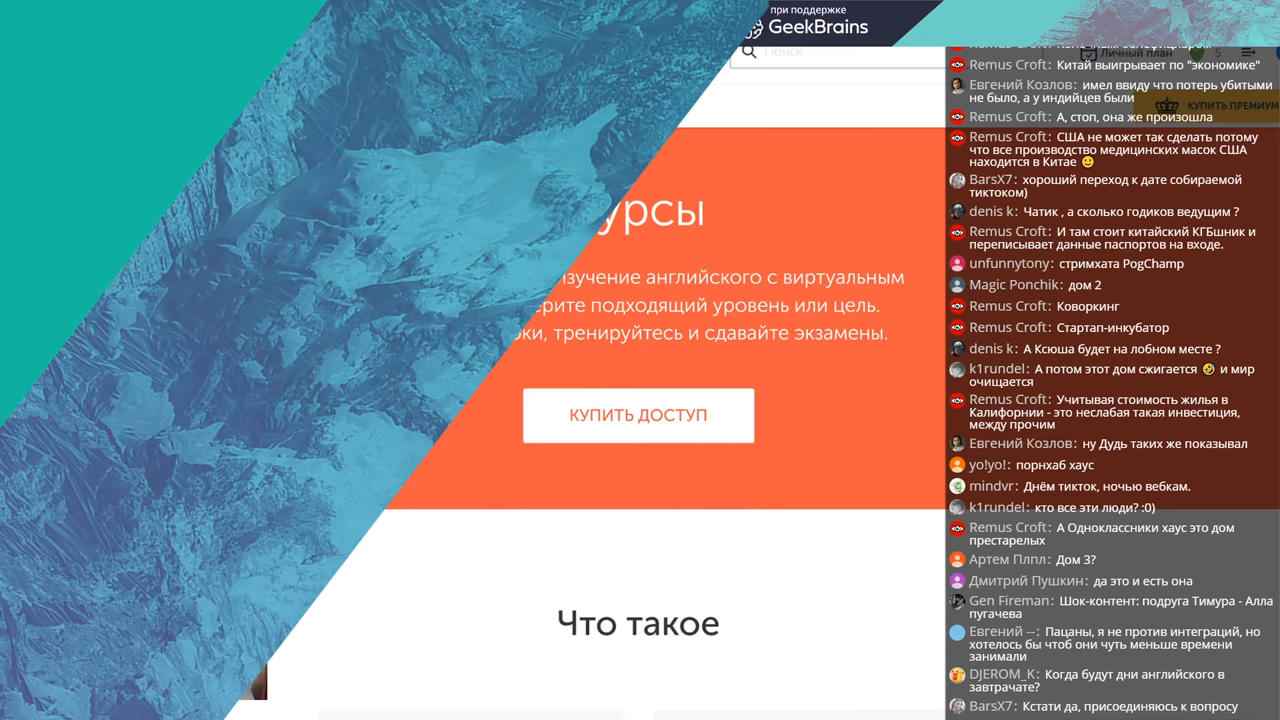 при поддержке
GeekBrains
Поиск
Личный план
5
КУПИТЬ ПРЕМИУМ
урсы
изучение английского с виртуальным
ерите подходящий уровень или цель.
оки, тренируйтесь и сдавайте экзамены.
КУПИТЬ ДОСТУП
Что такое
Remus Croft: Китай выигрывает по "экономике"
Евгений Козлов: имел ввиду что потерь убитыми
не было, а у индийцев были
Remus Croft: А, стоп, она же произошла
Remus Croft: США не может так сделать потому
что все производство медицинских масок США
находится в Китае 🙂
BarsX7: хороший переход к дате собираемой
тиктоком)
denis k: Чатик , а сколько годиков ведущим ?
Remus Croft: И там стоит китайский КГБшник и
переписывает данные паспортов на входе.
unfunnytony: стримхата PogChamp
Magic Ponchik: дом 2
Remus Croft: Коворкинг
Remus Croft: Стартап-инкубатор
denis k: А Ксюша будет на лобном месте ?
k1rundel: А потом этот дом сжигается 🤣 и мир
очищается
Remus Croft: Учитывая стоимость жилья в
Калифорнии - это неслабая такая инвестиция,
между прочим
Евгений Козлов: ну Дудь таких же показывал
yo!yo!: порнхаб хаус
mindvr: Днём тикток, ночью вебкам.
k1rundel: кто все эти люди? :0)
Remus Croft: А Одноклассники хаус это дом
престарелых
Артем Плпл: Дом 3?
Дмитрий Пушкин: да это и есть она
Gen Fireman: Шок-контент: подруга Тимура - Алла
пугачева
Евгений --: Пацаны, я не против интеграций, но
хотелось бы чтоб они чуть меньше времени
занимали
DJEROM_K: Когда будут дни английского в
завтрачате?
BarsX7: Кстати да, присоединяюсь к вопросу